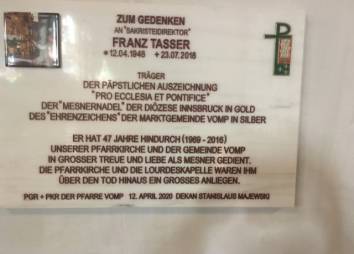 ZUM GEDENKEN
AN "SAKRISTEIDIREKTOR"
FRANZ TASSER
*12.04.1948 +23.07.2018
TRÄGER
DER PÄPSTLICHEN AUSZEICHNUNG
"PRO ECCLESIA ET PONTIFICE"
DER "MESNERNADEL" DER DIÖZESE INNSBRUCK IN GOLD
DES "EHRENZEICHENS" DER MARKTGEMEINDE VOMP IN SILBER
ER HAT 47 JAHRE HINDURCH (1969 - 2016)
UNSERER PFARRKIRCHE UND DER GEMEINDE VOMP
IN GROSSER TREUE UND LIEBE ALS MESNER GEDIENT.
DIE PFARRKIRCHE UND DIE LOURDESKAPELLE WAREN IHM
ÜBER DEN TOD HINAUS EIN GROSSES ANLIEGEN.
PGR + PKR DER PFARRE VOMP 12. APRIL 2020 DEKAN STANISLAUS MAJEWSKI